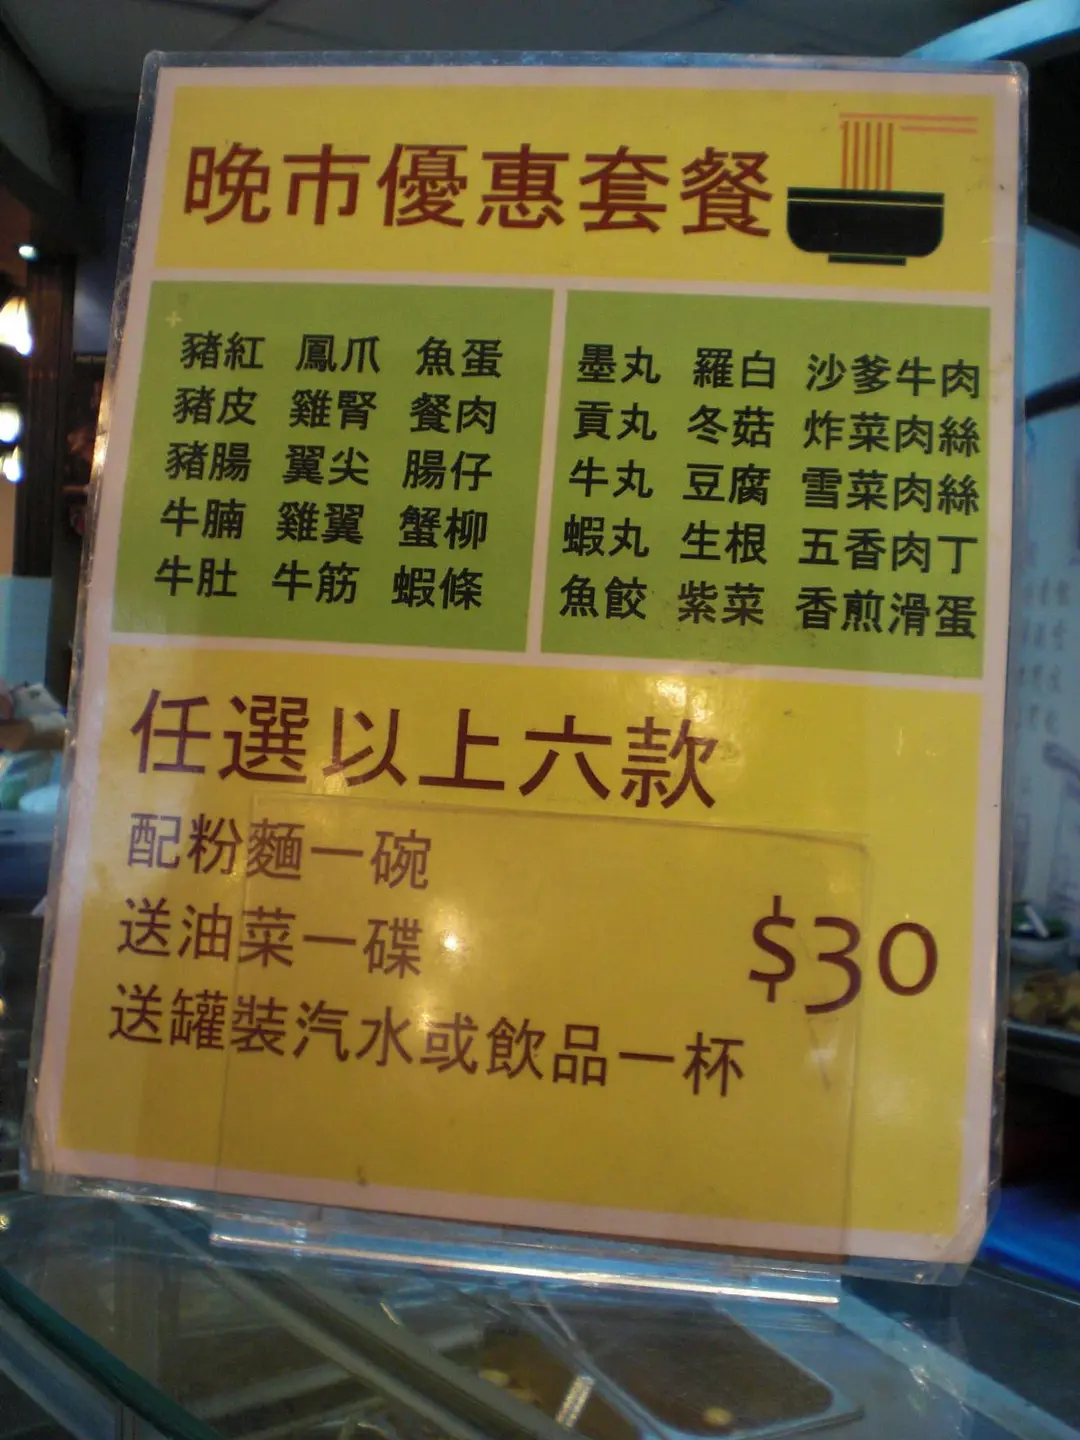 晚市優惠套餐
豬紅 鳳爪 魚蛋
豬皮 雞腎 餐肉
豬腸 翼尖 腸仔
牛腩 雞翼 蟹柳
牛肚 牛筋 蝦條
墨丸 羅白 沙爹牛肉
貢丸 冬菇 炸菜肉絲
牛丸 豆腐 雪菜肉絲
蝦丸 生根 五香肉丁
魚餃 紫菜 香煎滑蛋
任選以上六款
配粉麵一碗
送油菜一碟
送罐裝汽水或飲品一杯
$30